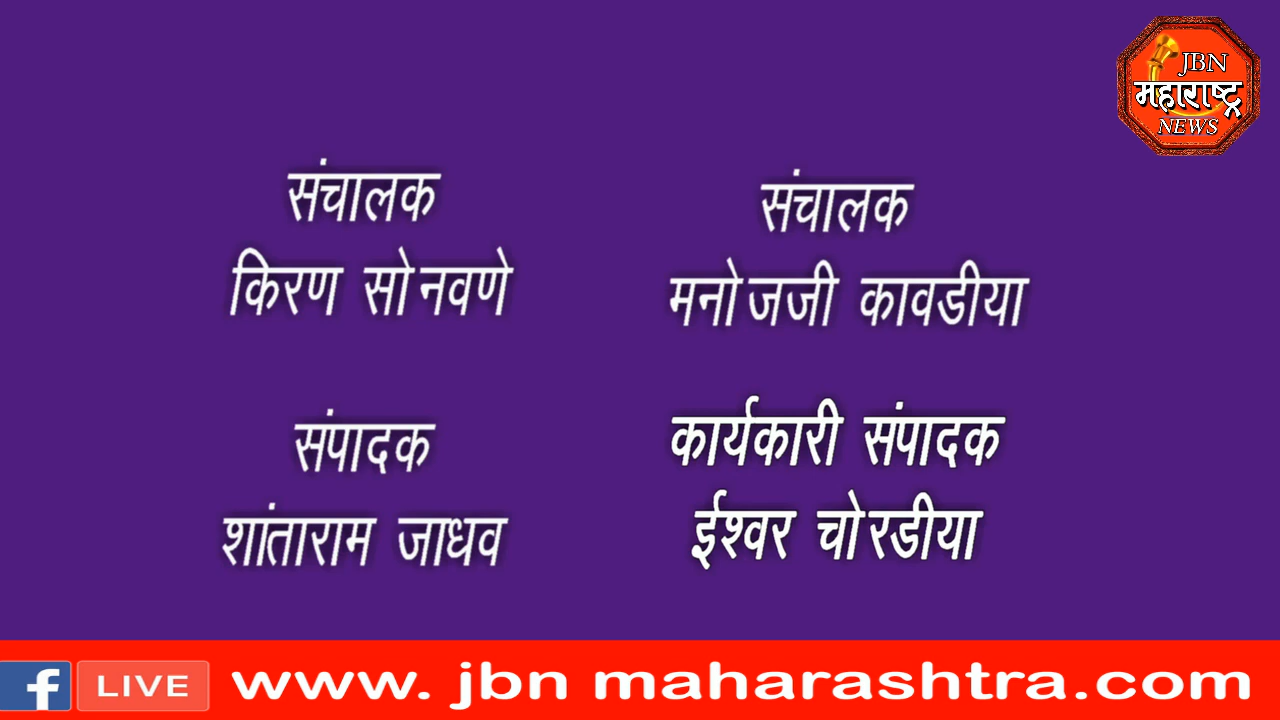 JBN
महाराष्ट्र
NEWS
संचालक
किरण सोनवणे
संचालक
मनोजजी कावडीया
संपादक
शांताराम जाधव
कार्यकारी संपादक
ईश्वर चोरडीया
f LIVE www. jbn maharashtra.com